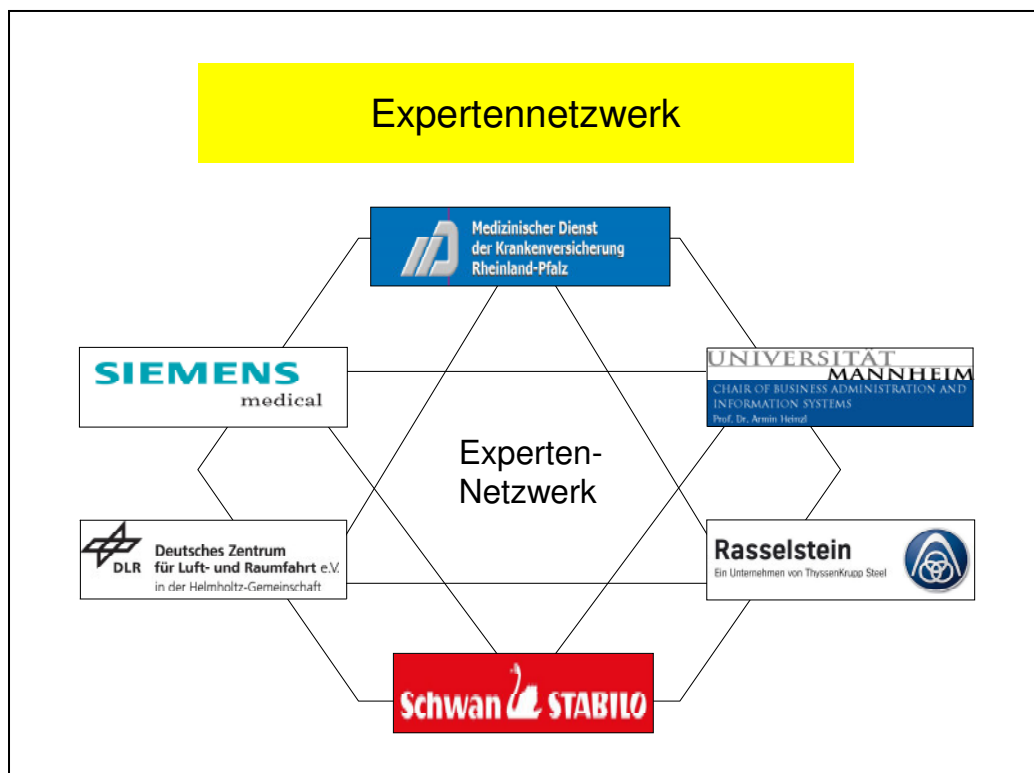 Expertennetzwerk
Medizinischer Dienst
der Krankenversicherung
Rheinland-Pfalz
SIEMENS
medical
UNIVERSITÄT
MANNHEIM
CHAIR OF BUSINESS ADMINISTRATION AND
INFORMATION SYSTEMS
Prof. Dr. Armin Heinzl
Experten-
Netzwerk
DLR
Deutsches Zentrum
für Luft- und Raumfahrt e.V.
in der Helmholtz-Gemeinschaft
Rasselstein
Ein Unternehmen von ThyssenKrupp Steel
Schwan STABILO